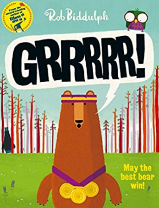 Rob Biddulph
GRRRRR!
May the
best bear
win!